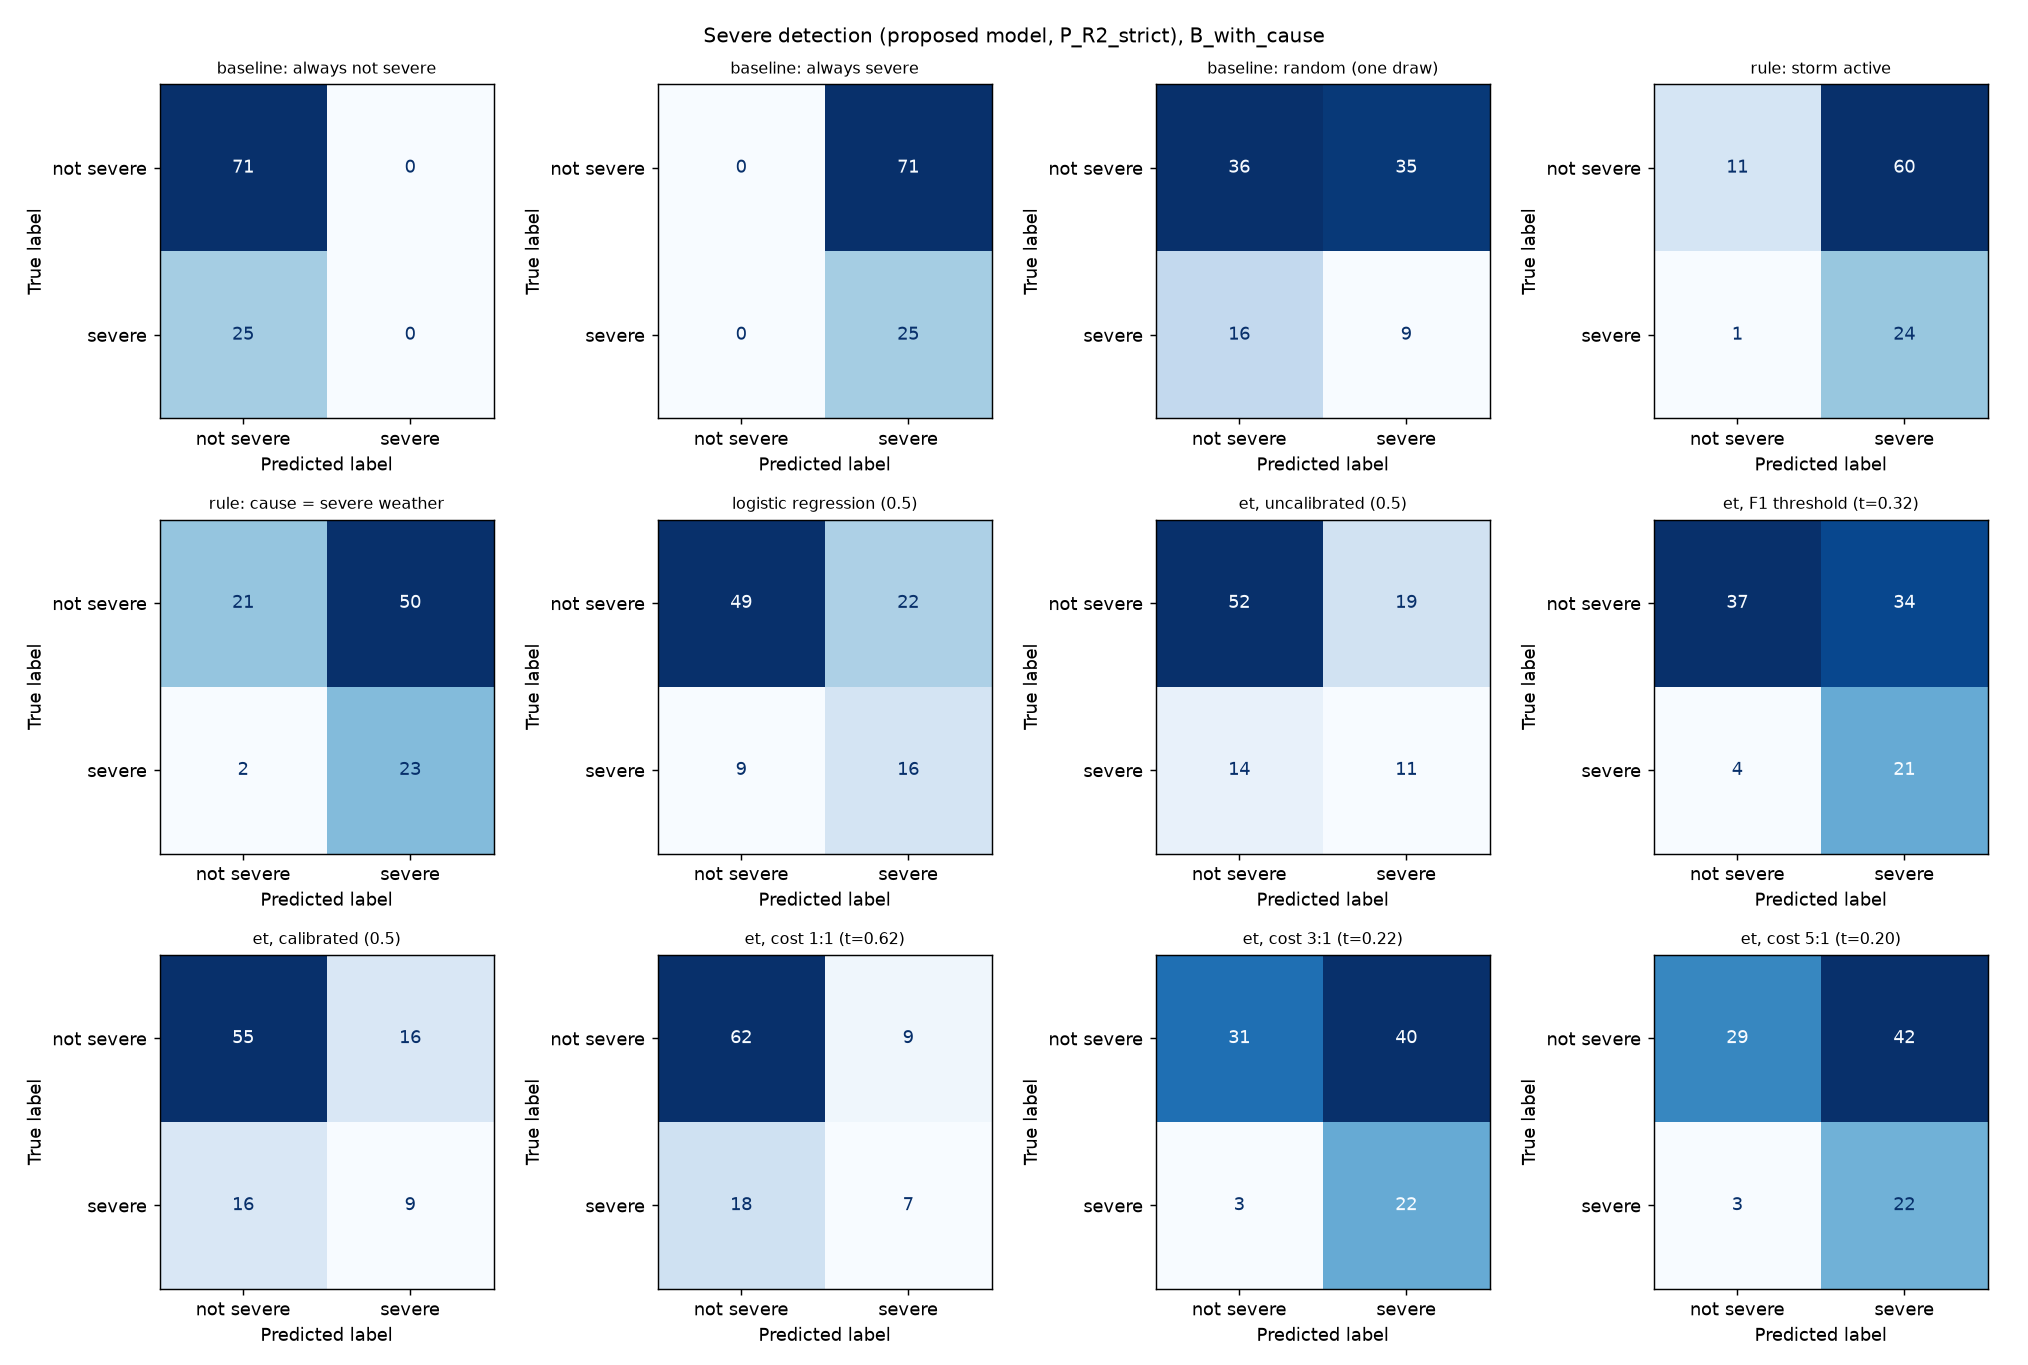 Severe detection (proposed model, P_R2_strict), B_with_cause
baseline: always not severe
True label
not severe
severe
71
0
25
0
not severe
severe
Predicted label
baseline: always severe
True label
not severe
severe
0
71
0
25
not severe
severe
Predicted label
baseline: random (one draw)
True label
not severe
severe
36
35
16
9
not severe
severe
Predicted label
rule: storm active
True label
not severe
severe
11
60
1
24
not severe
severe
Predicted label
rule: cause = severe weather
True label
not severe
severe
21
50
2
23
not severe
severe
Predicted label
logistic regression (0.5)
True label
not severe
severe
49
22
9
16
not severe
severe
Predicted label
et, uncalibrated (0.5)
True label
not severe
severe
52
19
14
11
not severe
severe
Predicted label
et, F1 threshold (t=0.32)
True label
not severe
severe
37
34
4
21
not severe
severe
Predicted label
et, calibrated (0.5)
True label
not severe
severe
55
16
16
9
not severe
severe
Predicted label
et, cost 1:1 (t=0.62)
True label
not severe
severe
62
9
18
7
not severe
severe
Predicted label
et, cost 3:1 (t=0.22)
True label
not severe
severe
31
40
3
22
not severe
severe
Predicted label
et, cost 5:1 (t=0.20)
True label
not severe
severe
29
42
3
22
not severe
severe
Predicted label